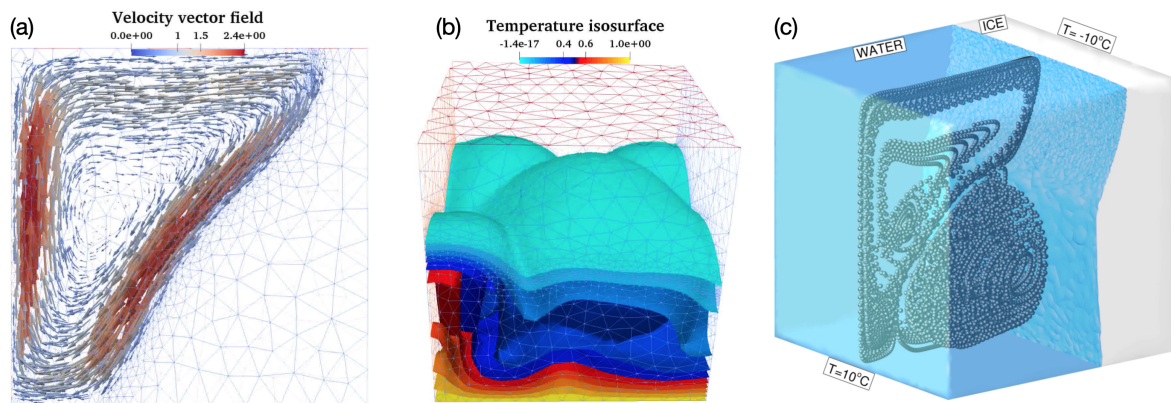 (a)
Velocity vector field
0.0e+00 1 1.5 2.4e+00
(b)
Temperature isosurface
-1.4e-17 0.4 0.6 1.0e+00
(c)
WATER
ICE
T= -10°C
T=10°C